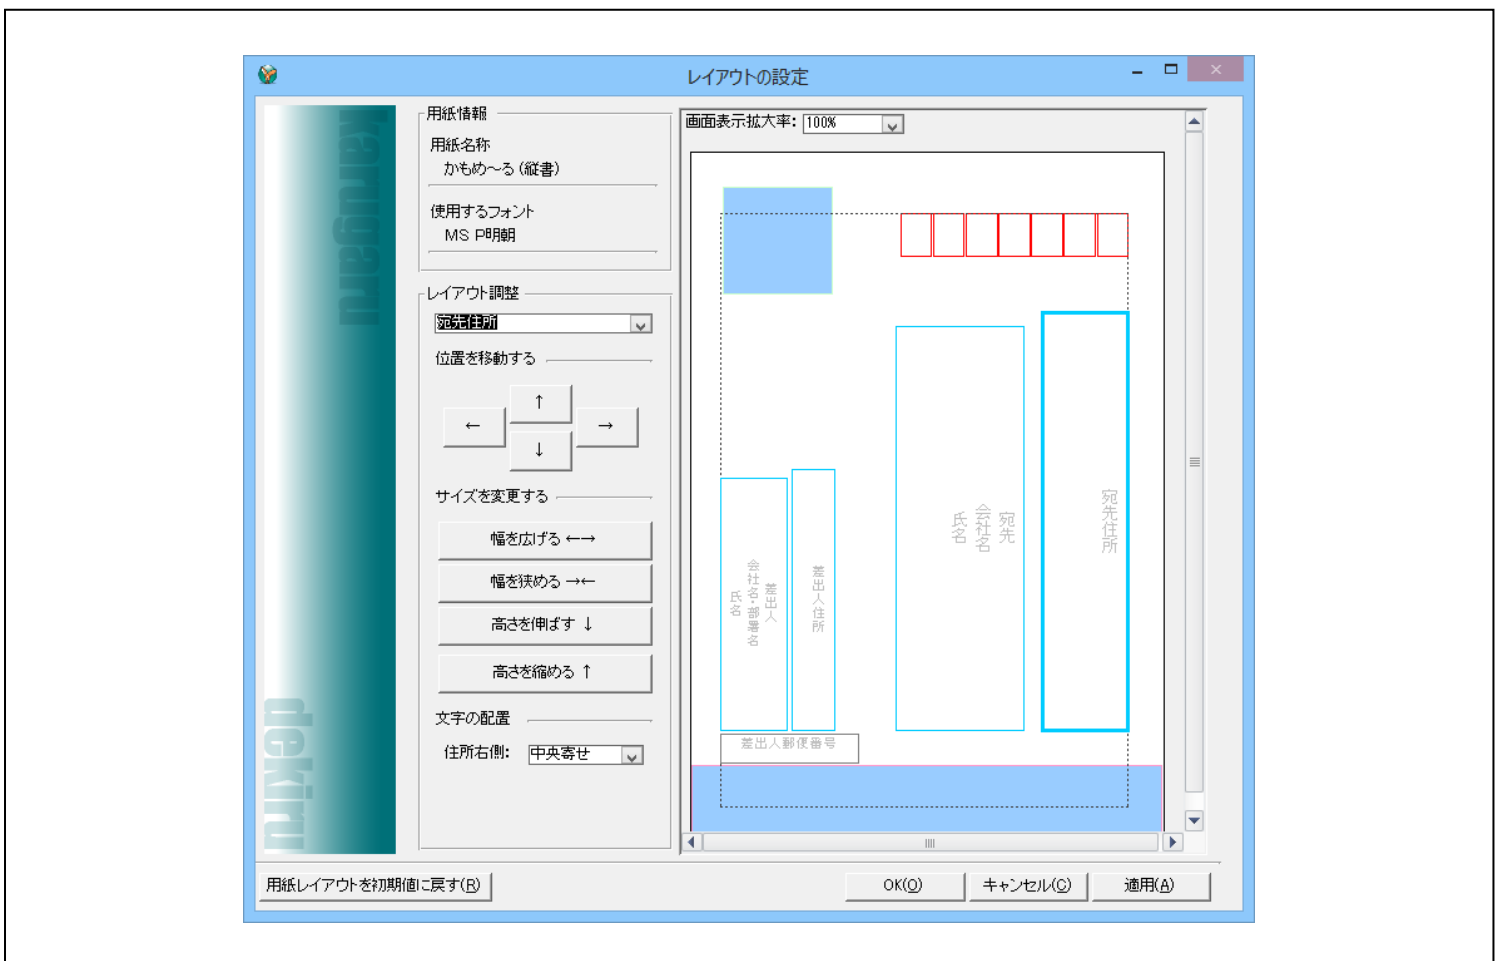 レイアウトの設定
karugaru
dekiru
用紙情報
用紙名称
かもめ～る（縦書）
使用するフォント
MS P明朝
レイアウト調整
宛先住所
位置を移動する
↑
←
→
↓
サイズを変更する
幅を広げる ←→
幅を狭める →←
高さを伸ばす ↓
高さを縮める ↑
文字の配置
住所右側: 中央寄せ
画面表示拡大率: 100%
宛先住所
宛先
会社名
氏名
差出人住所
差出人
会社名・部署名
氏名
差出人郵便番号
用紙レイアウトを初期値に戻す(R)
OK(O)
キャンセル(C)
適用(A)